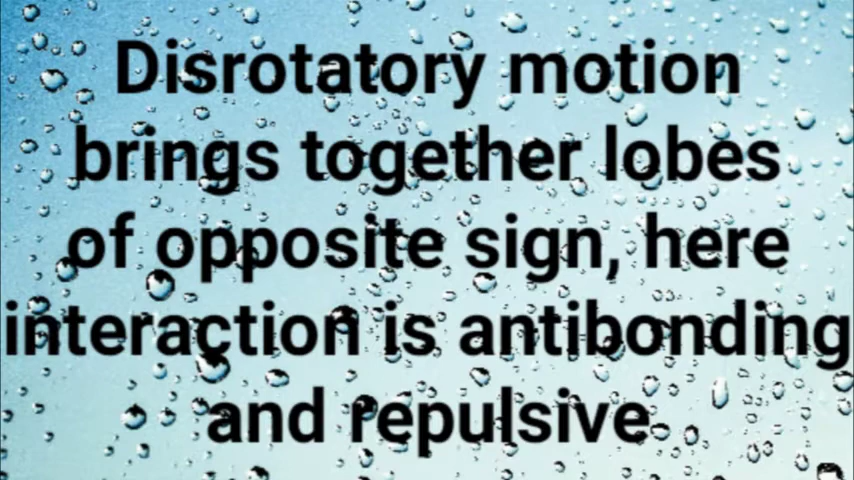 Disrotatory motion
brings together lobes
of opposite sign, here
interaction is antibonding
and repulsive